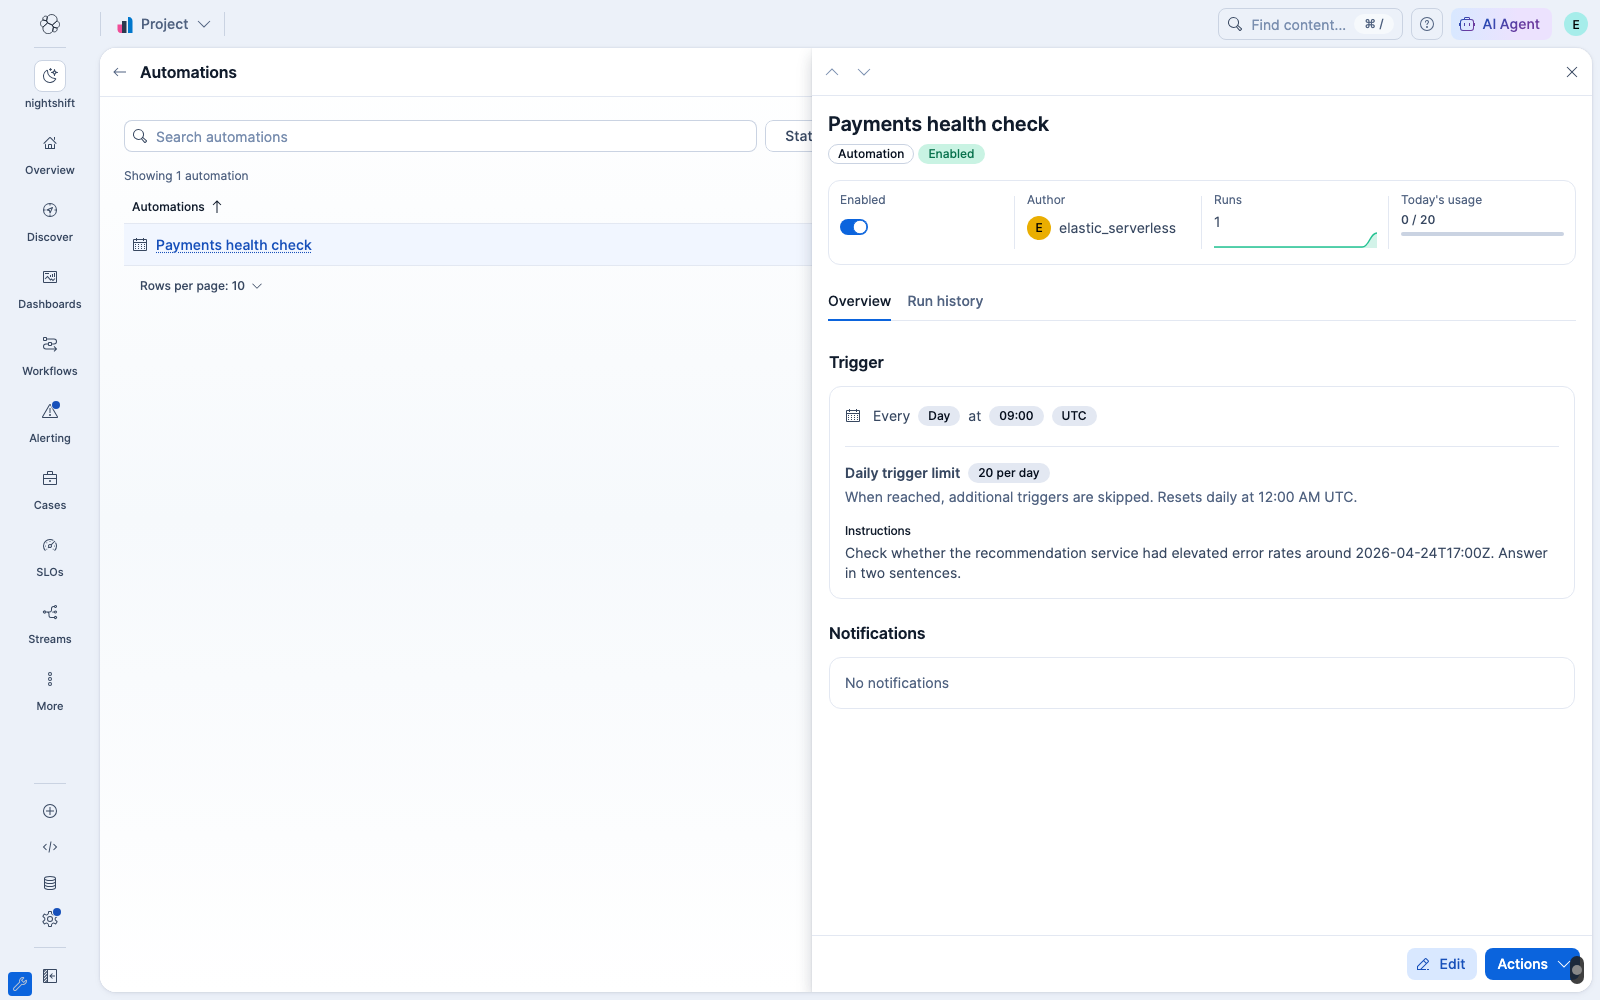 Project
Find content...
⌘ /
AI Agent
E
nightshift
Overview
Discover
Dashboards
Workflows
Alerting
Cases
SLOs
Streams
More
Automations
Search automations
Stat
Showing 1 automation
Automations
Payments health check
Rows per page: 10
Payments health check
Automation
Enabled
Enabled
Author
E
elastic_serverless
Runs
1
Today's usage
0 / 20
Overview
Run history
Trigger
Every Day at 09:00 UTC
Daily trigger limit 20 per day
When reached, additional triggers are skipped. Resets daily at 12:00 AM UTC.
Instructions
Check whether the recommendation service had elevated error rates around 2026-04-24T17:00Z. Answer
in two sentences.
Notifications
No notifications
Edit
Actions